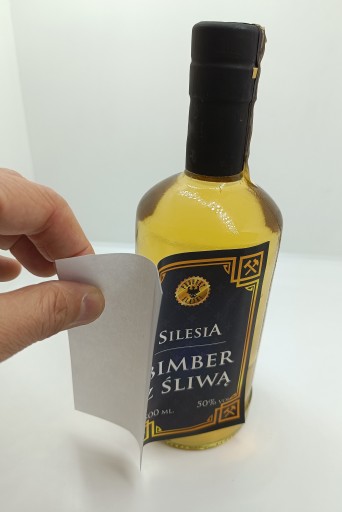 SILESIA
BIMBER
Z ŚLIWĄ
50%